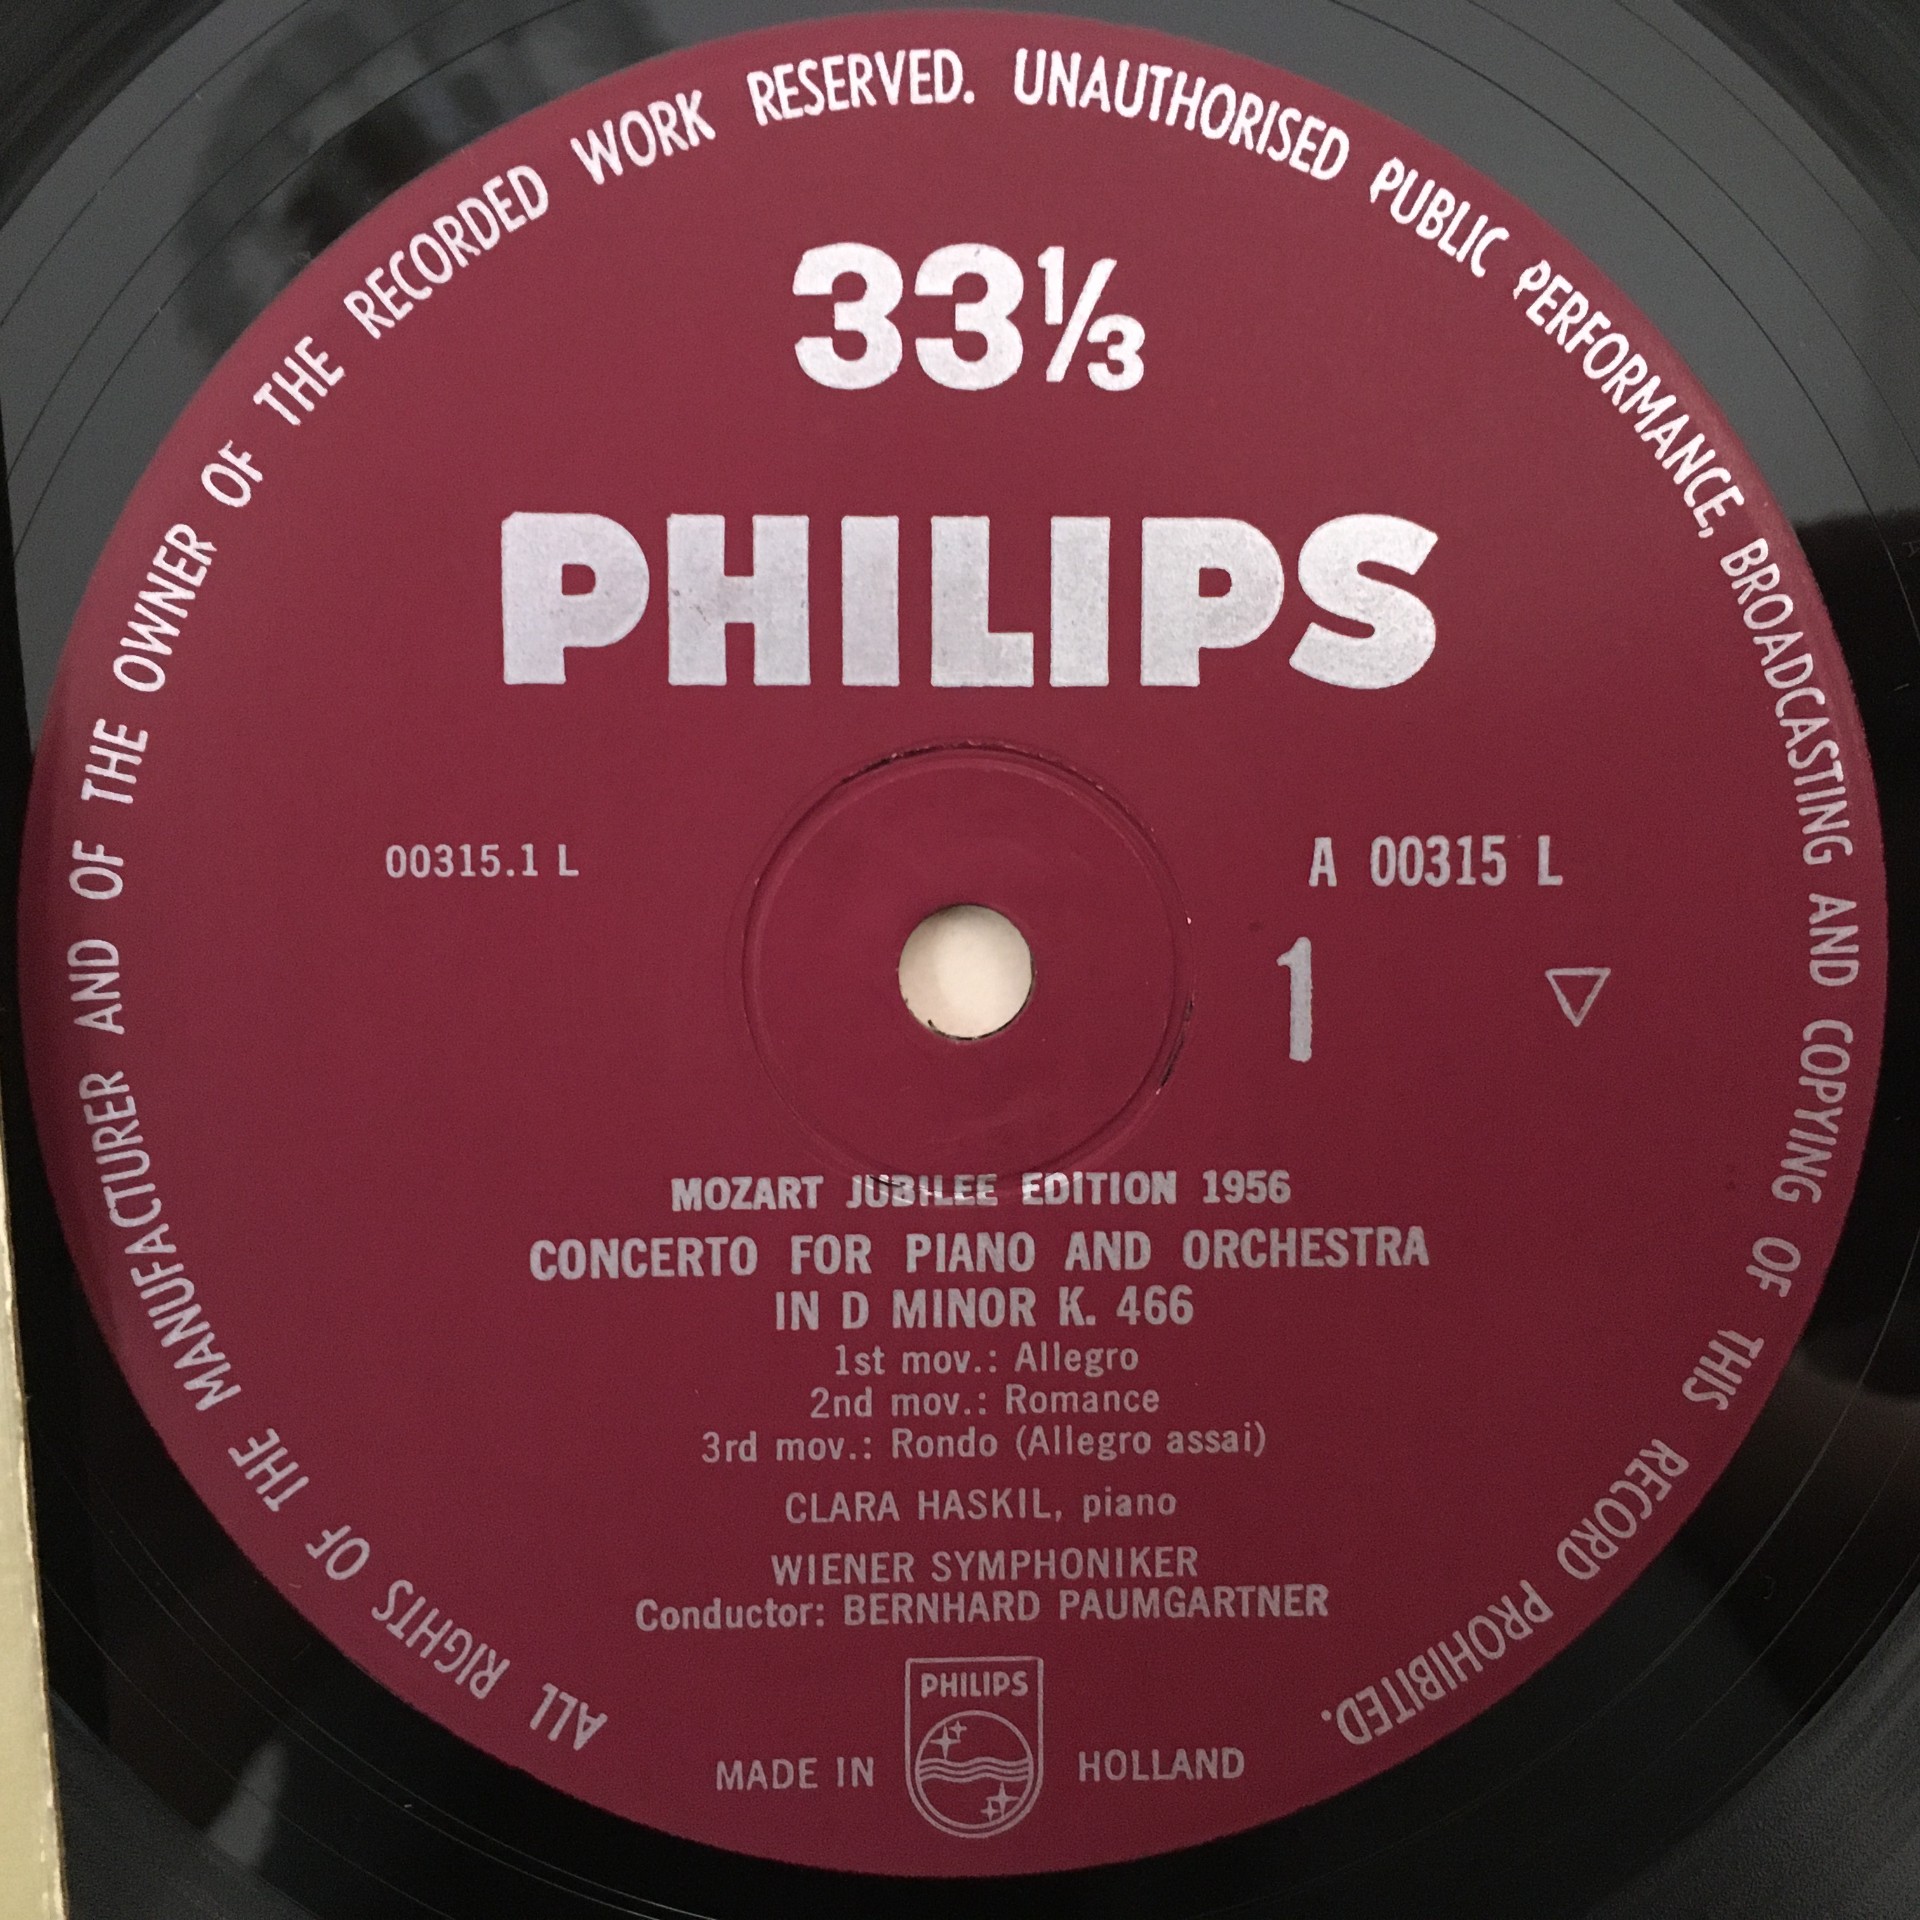 ALL RIGHTS OF THE MANUFACTURER AND OF THE OWNER OF THE RECORDED WORK RESERVED. UNAUTHORISED PUBLIC PERFORMANCE, BROADCASTING AND COPYING OF THIS RECORD PROHIBITED.
33⅓
PHILIPS
00315.1 L
A 00315 L
1
MOZART JUBILEE EDITION 1956
CONCERTO FOR PIANO AND ORCHESTRA
IN D MINOR K. 466
1st mov.: Allegro
2nd mov.: Romance
3rd mov.: Rondo (Allegro assai)
CLARA HASKIL, piano
WIENER SYMPHONIKER
Conductor: BERNHARD PAUMGARTNER
PHILIPS
MADE IN HOLLAND